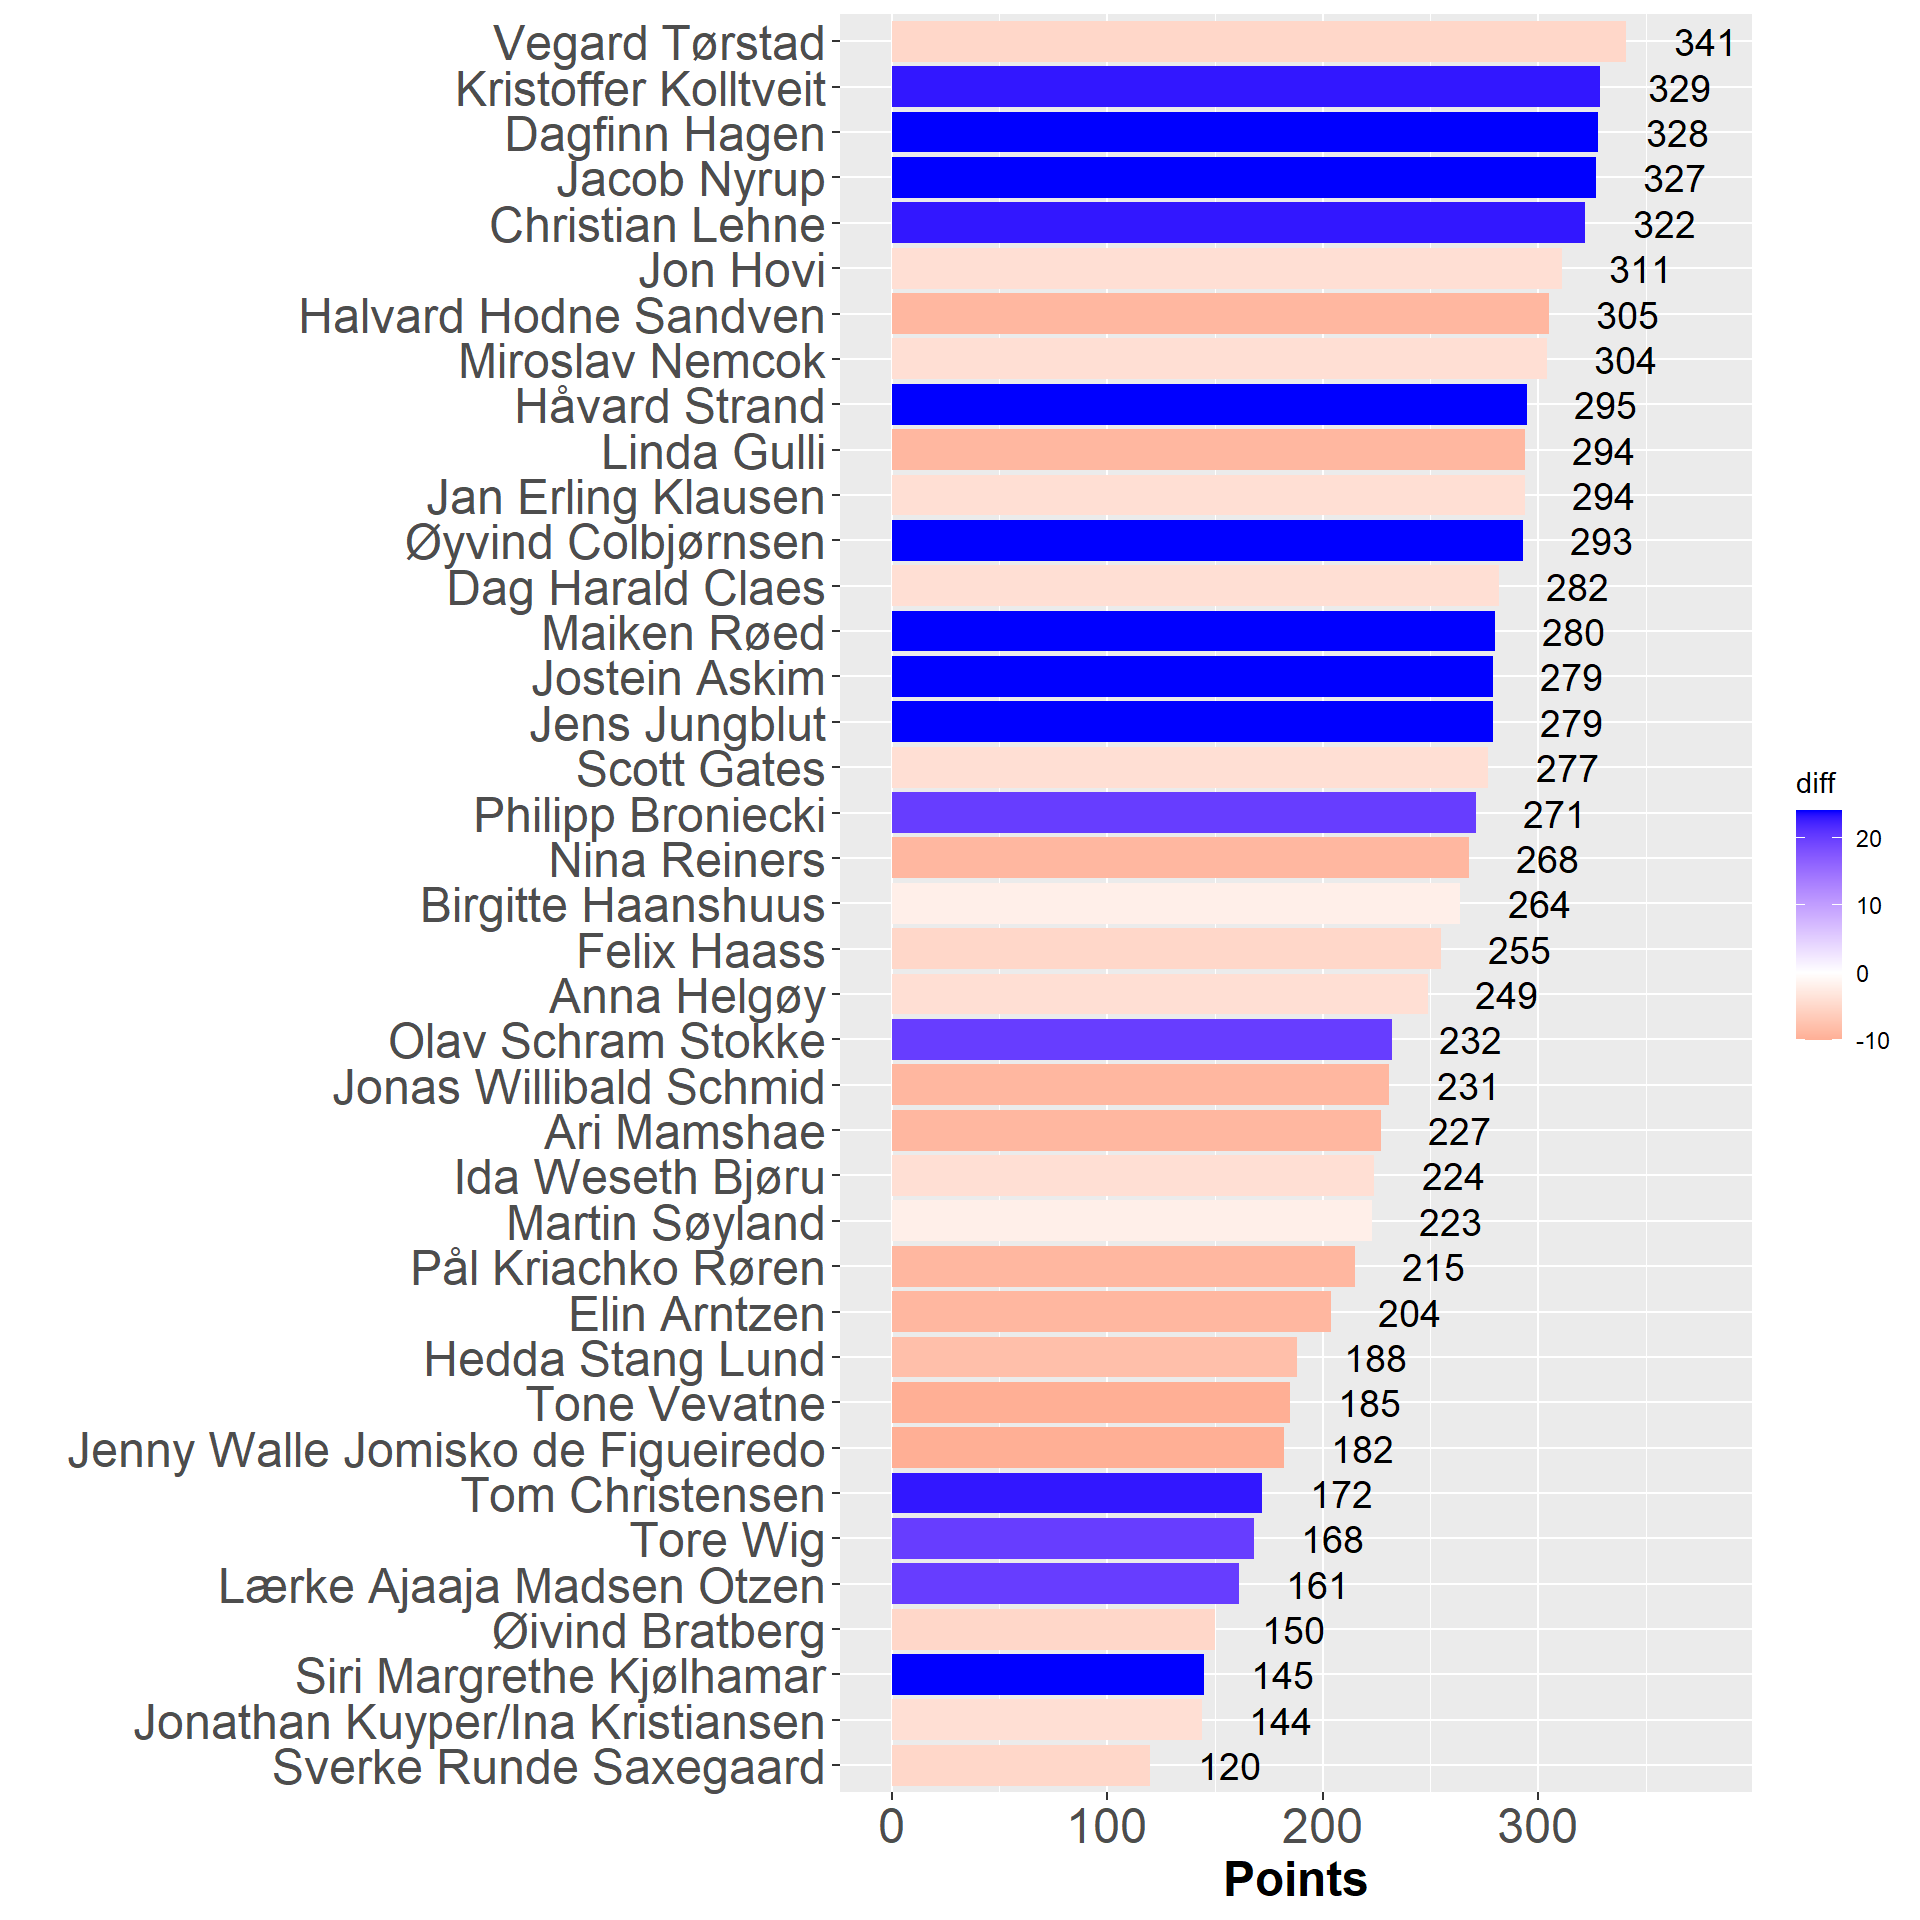 Vegard Tørstad 341
Kristoffer Kolltveit 329
Dagfinn Hagen 328
Jacob Nyrup 327
Christian Lehne 322
Jon Hovi 311
Halvard Hodne Sandven 305
Miroslav Nemcok 304
Håvard Strand 295
Linda Gulli 294
Jan Erling Klausen 294
Øyvind Colbjørnsen 293
Dag Harald Claes 282
Maiken Røed 280
Jostein Askim 279
Jens Jungblut 279
Scott Gates 277
Philipp Broniecki 271
Nina Reiners 268
Birgitte Haanshuus 264
Felix Haass 255
Anna Helgøy 249
Olav Schram Stokke 232
Jonas Willibald Schmid 231
Ari Mamshae 227
Ida Weseth Bjøru 224
Martin Søyland 223
Pål Kriachko Røren 215
Elin Arntzen 204
Hedda Stang Lund 188
Tone Vevatne 185
Jenny Walle Jomisko de Figueiredo 182
Tom Christensen 172
Tore Wig 168
Lærke Ajaaja Madsen Otzen 161
Øivind Bratberg 150
Siri Margrethe Kjølhamar 145
Jonathan Kuyper/Ina Kristiansen 144
Sverke Runde Saxegaard 120
0 100 200 300
Points
diff
20
10
0
-10